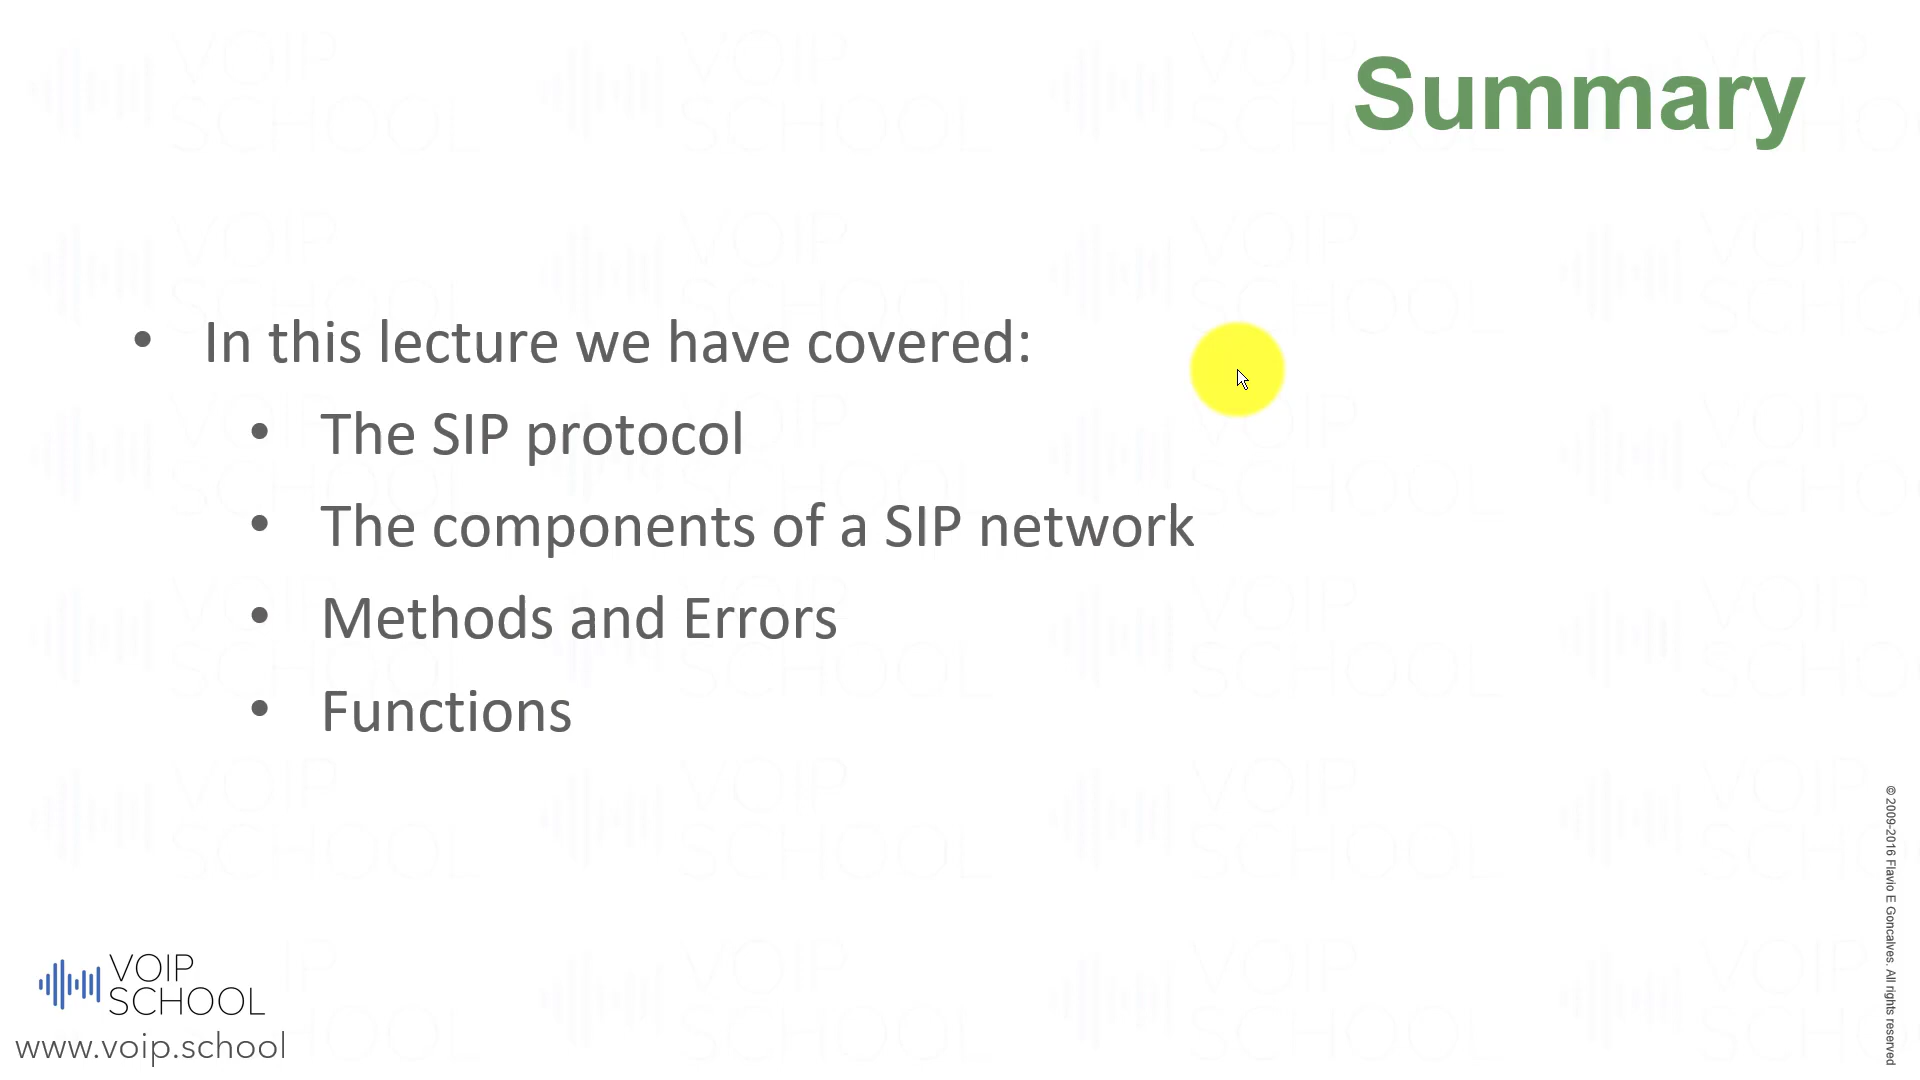 Summary
• In this lecture we have covered:
• The SIP protocol
• The components of a SIP network
• Methods and Errors
• Functions
© 2009-2016 Flavio E Goncalves. All rights reserved
VOIP
SCHOOL
www.voip.school